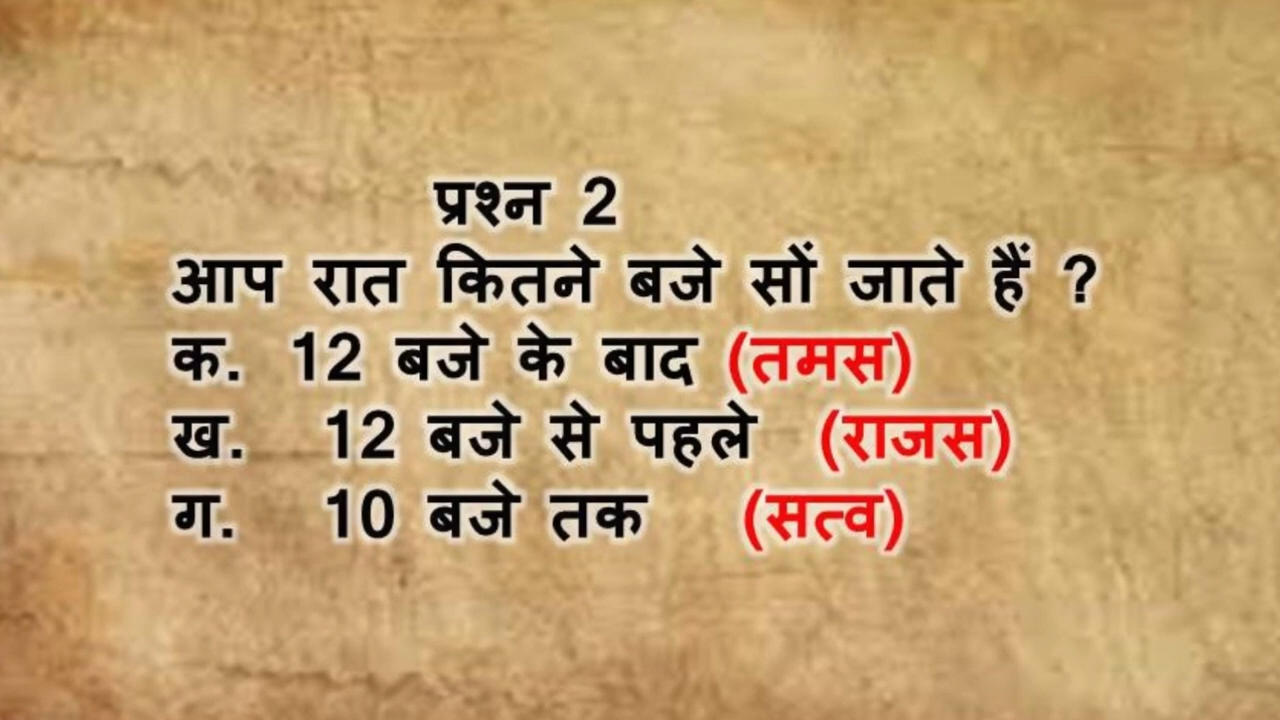 प्रश्न 2
आप रात कितने बजे सों जाते हैं ?
क. 12 बजे के बाद (तमस)
ख. 12 बजे से पहले (राजस)
ग. 10 बजे तक (सत्व)